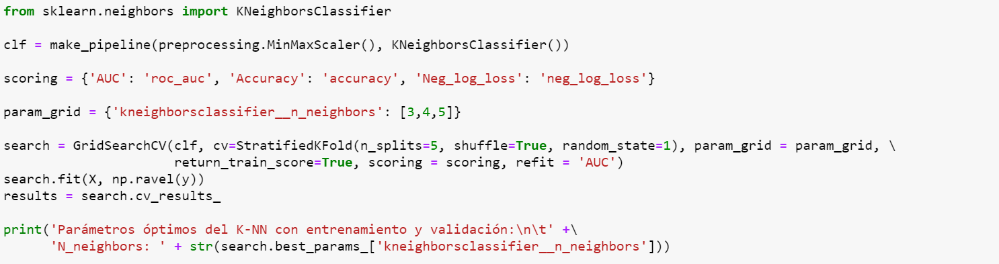 from sklearn.neighbors import KNeighborsClassifier
clf = make_pipeline(preprocessing.MinMaxScaler(), KNeighborsClassifier())
scoring = {'AUC': 'roc_auc', 'Accuracy': 'accuracy', 'Neg_log_loss': 'neg_log_loss'}
param_grid = {'kneighborsclassifier__n_neighbors': [3,4,5]}
search = GridSearchCV(clf, cv=StratifiedKFold(n_splits=5, shuffle=True, random_state=1), param_grid = param_grid, \
                      return_train_score=True, scoring = scoring, refit = 'AUC')
search.fit(X, np.ravel(y))
results = search.cv_results_
print('Parámetros óptimos del K-NN con entrenamiento y validación:\n\t' +\
      'N_neighbors: ' + str(search.best_params_['kneighborsclassifier__n_neighbors']))